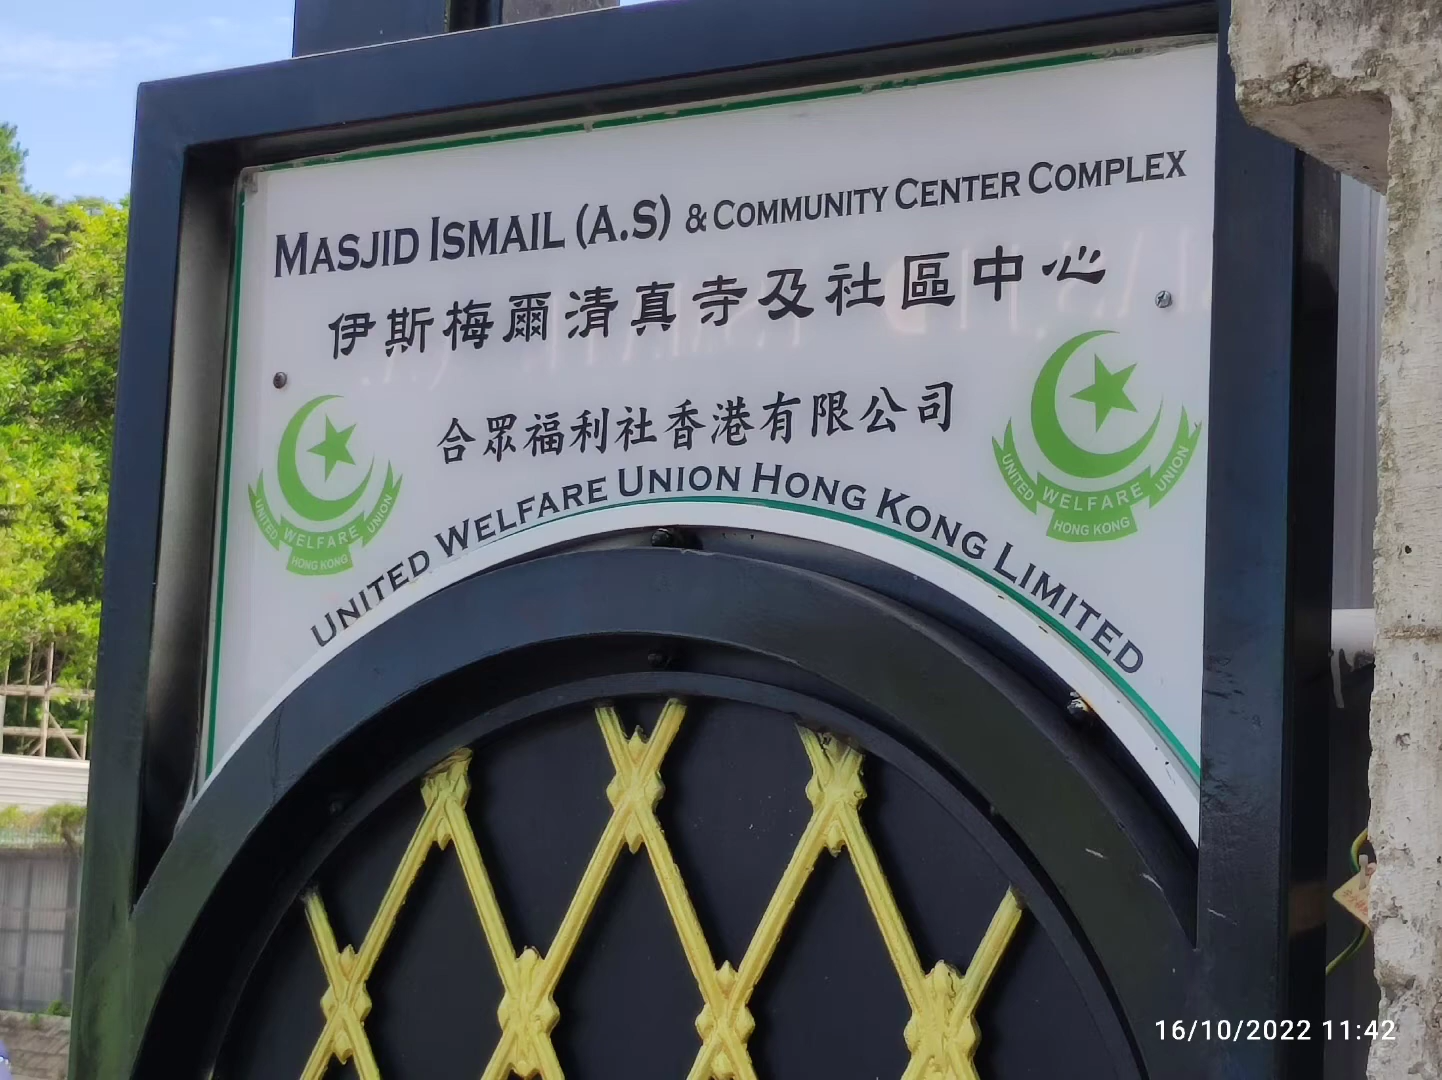 MASJID ISMAIL (A.S) & COMMUNITY CENTER COMPLEX
伊斯梅爾清真寺及社區中心
合眾福利社香港有限公司
UNITED WELFARE UNION HONG KONG LIMITED
UNITED WELFARE UNION
HONG KONG
UNITED WELFARE UNION
HONG KONG
16/10/2022 11:42